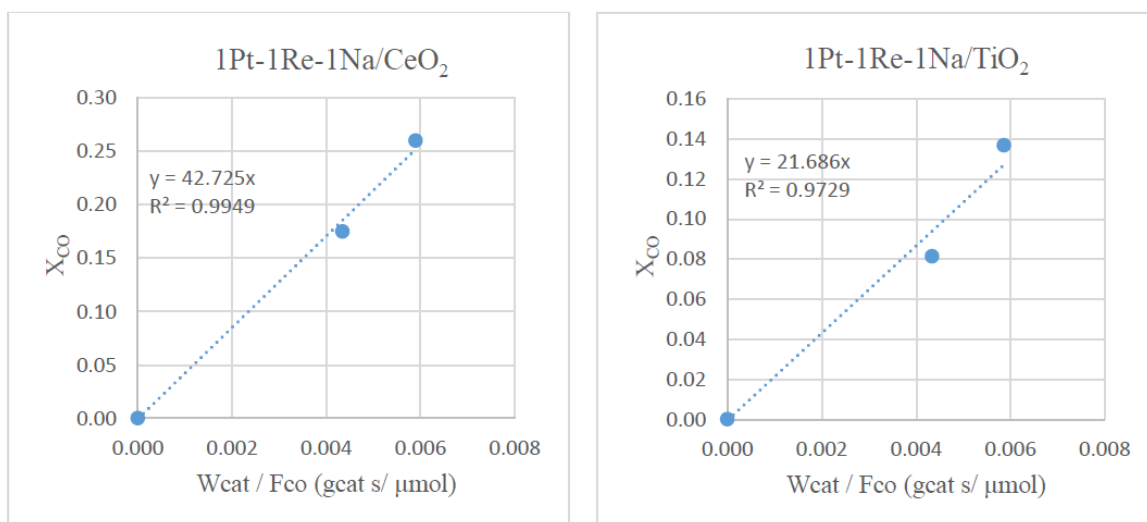 1Pt-1Re-1Na/CeO₂
0.30
0.25
0.20
0.15
0.10
0.05
0.00
y = 42.725x
R² = 0.9949
X_CO
0.000 0.002 0.004 0.006 0.008
Wcat / Fco (gcat s/ μmol)
1Pt-1Re-1Na/TiO₂
0.16
0.14
0.12
0.10
0.08
0.06
0.04
0.02
0.00
y = 21.686x
R² = 0.9729
X_CO
0.000 0.002 0.004 0.006 0.008
Wcat / Fco (gcat s/ μmol)